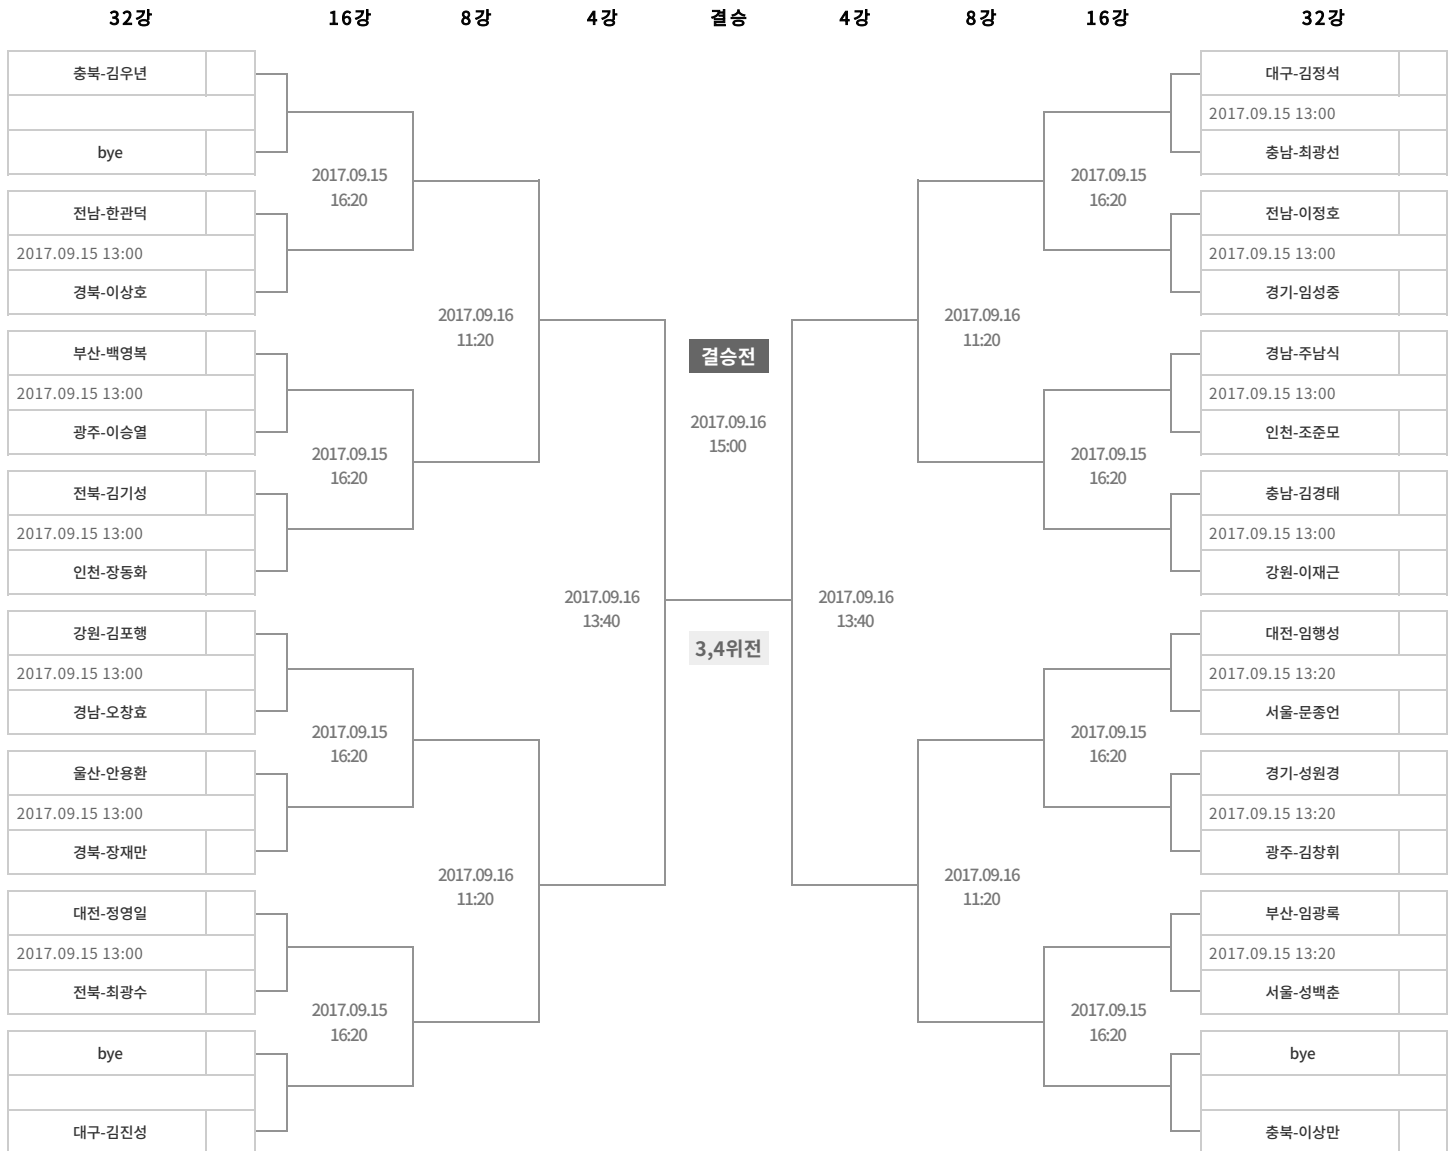 32강 16강 8강 4강 결승 4강 8강 16강 32강
충북-김우년
bye
전남-한관덕
2017.09.15 13:00
경북-이상호
부산-백영복
2017.09.15 13:00
광주-이승열
전북-김기성
2017.09.15 13:00
인천-장동화
강원-김포행
2017.09.15 13:00
경남-오창효
울산-안용환
2017.09.15 13:00
경북-장재만
대전-정영일
2017.09.15 13:00
전북-최광수
bye
대구-김진성
2017.09.15
16:20
2017.09.15
16:20
2017.09.15
16:20
2017.09.15
16:20
2017.09.16
11:20
2017.09.16
11:20
2017.09.16
13:40
결승전
2017.09.16
15:00
3,4위전
2017.09.16
13:40
2017.09.16
11:20
2017.09.16
11:20
2017.09.15
16:20
2017.09.15
16:20
2017.09.15
16:20
2017.09.15
16:20
대구-김정석
2017.09.15 13:00
충남-최광선
전남-이정호
2017.09.15 13:00
경기-임성중
경남-주남식
2017.09.15 13:00
인천-조준모
충남-김경태
2017.09.15 13:00
강원-이재근
대전-임행성
2017.09.15 13:20
서울-문종언
경기-성원경
2017.09.15 13:20
광주-김창휘
부산-임광록
2017.09.15 13:20
서울-성백춘
bye
충북-이상만